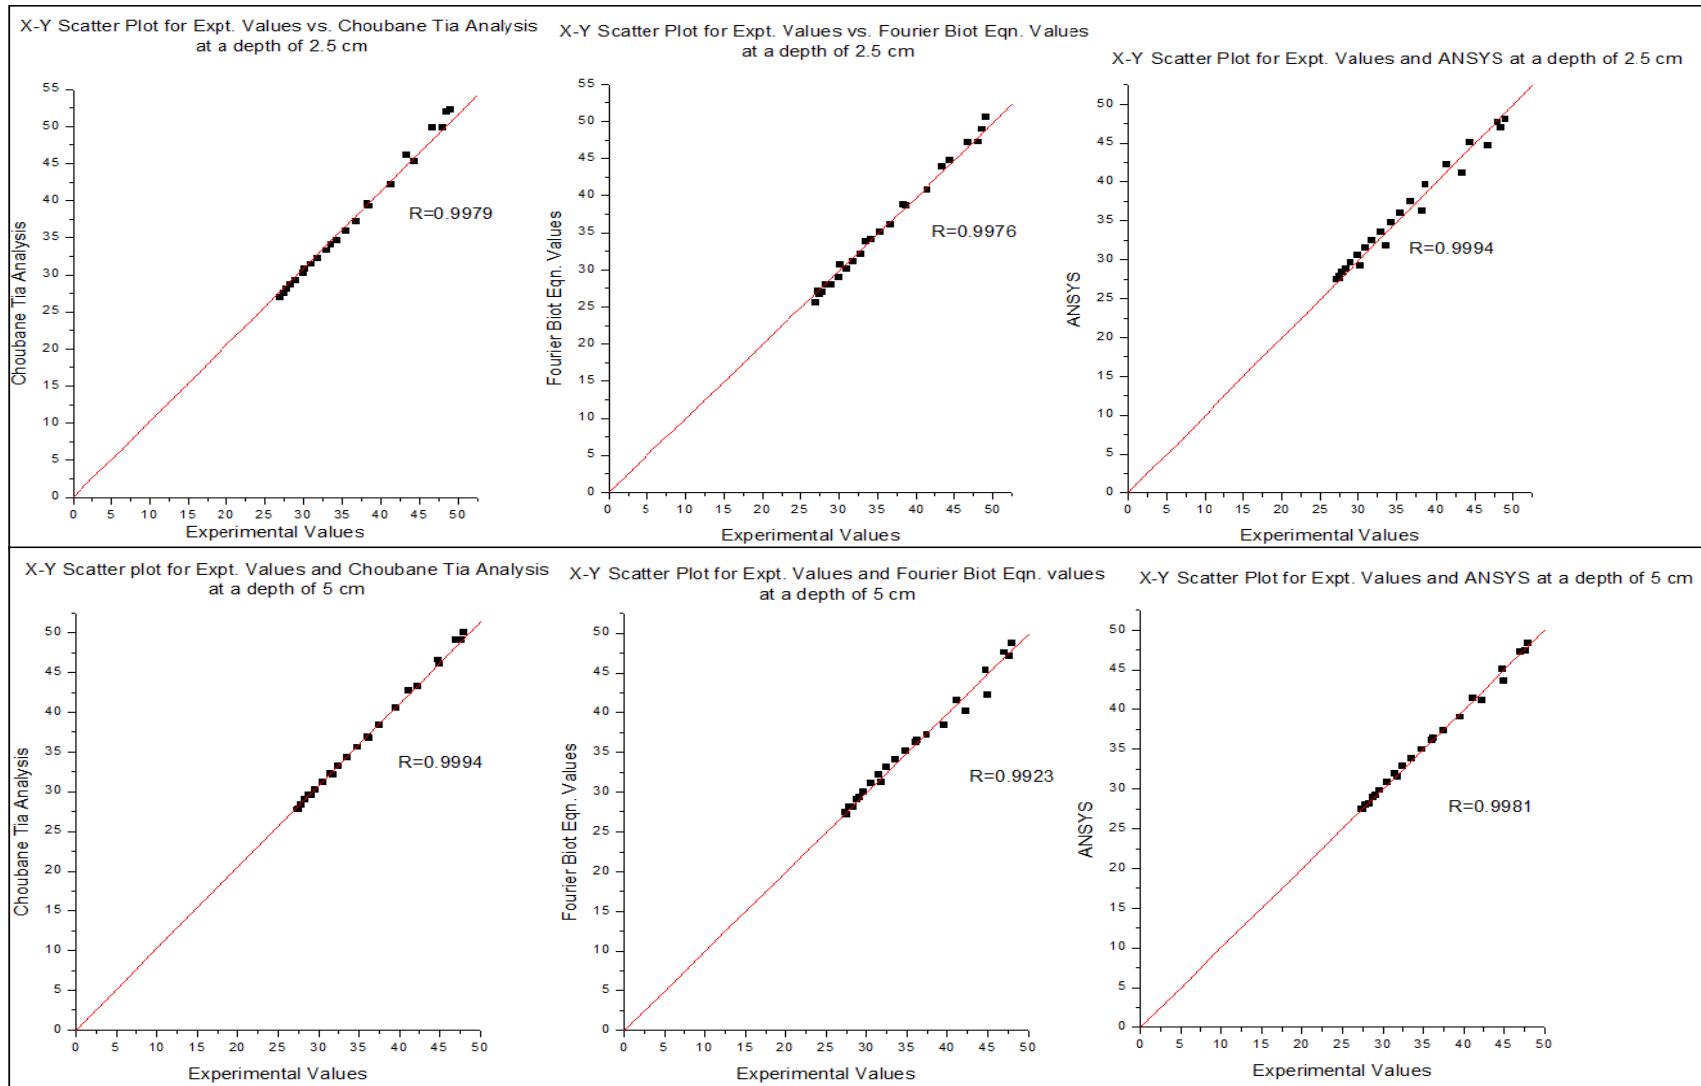 X-Y Scatter Plot for Expt. Values vs. Choubane Tia Analysis
at a depth of 2.5 cm
55
50
45
40
35
30
25
20
15
10
5
0
Choubane Tia Analysis
R=0.9979
0 5 10 15 20 25 30 35 40 45 50
Experimental Values
X-Y Scatter Plot for Expt. Values vs. Fourier Biot Eqn. Values
at a depth of 2.5 cm
55
50
45
40
35
30
25
20
15
10
5
0
Fourier Biot Eqn. Values
R=0.9976
0 5 10 15 20 25 30 35 40 45 50
Experimental Values
X-Y Scatter Plot for Expt. Values and ANSYS at a depth of 2.5 cm
50
45
40
35
30
25
20
15
10
5
0
ANSYS
R=0.9994
0 5 10 15 20 25 30 35 40 45 50
Experimental Values
X-Y Scatter plot for Expt. Values and Choubane Tia Analysis
at a depth of 5 cm
50
45
40
35
30
25
20
15
10
5
0
Choubane Tia Analysis
R=0.9994
0 5 10 15 20 25 30 35 40 45 50
Experimental Values
X-Y Scatter Plot for Expt. Values and Fourier Biot Eqn. values
at a depth of 5 cm
50
45
40
35
30
25
20
15
10
5
0
Fourier Biot Eqn. Values
R=0.9923
0 5 10 15 20 25 30 35 40 45 50
Experimental Values
X-Y Scatter Plot for Expt. Values and ANSYS at a depth of 5 cm
50
45
40
35
30
25
20
15
10
5
0
ANSYS
R=0.9981
0 5 10 15 20 25 30 35 40 45 50
Experimental Values